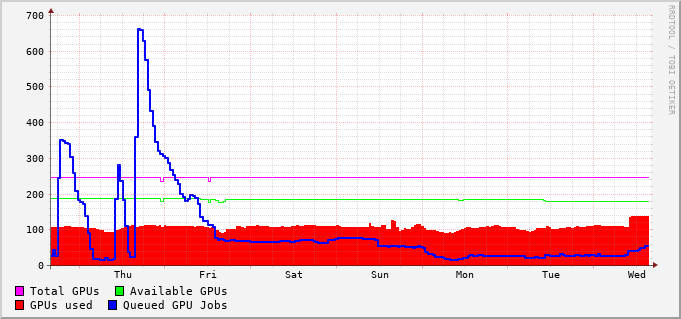 RRDTOOL / TOBI OETIKER
700
600
500
400
300
200
100
0
Thu Fri Sat Sun Mon Tue Wed
Total GPUs Available GPUs
GPUs used Queued GPU Jobs